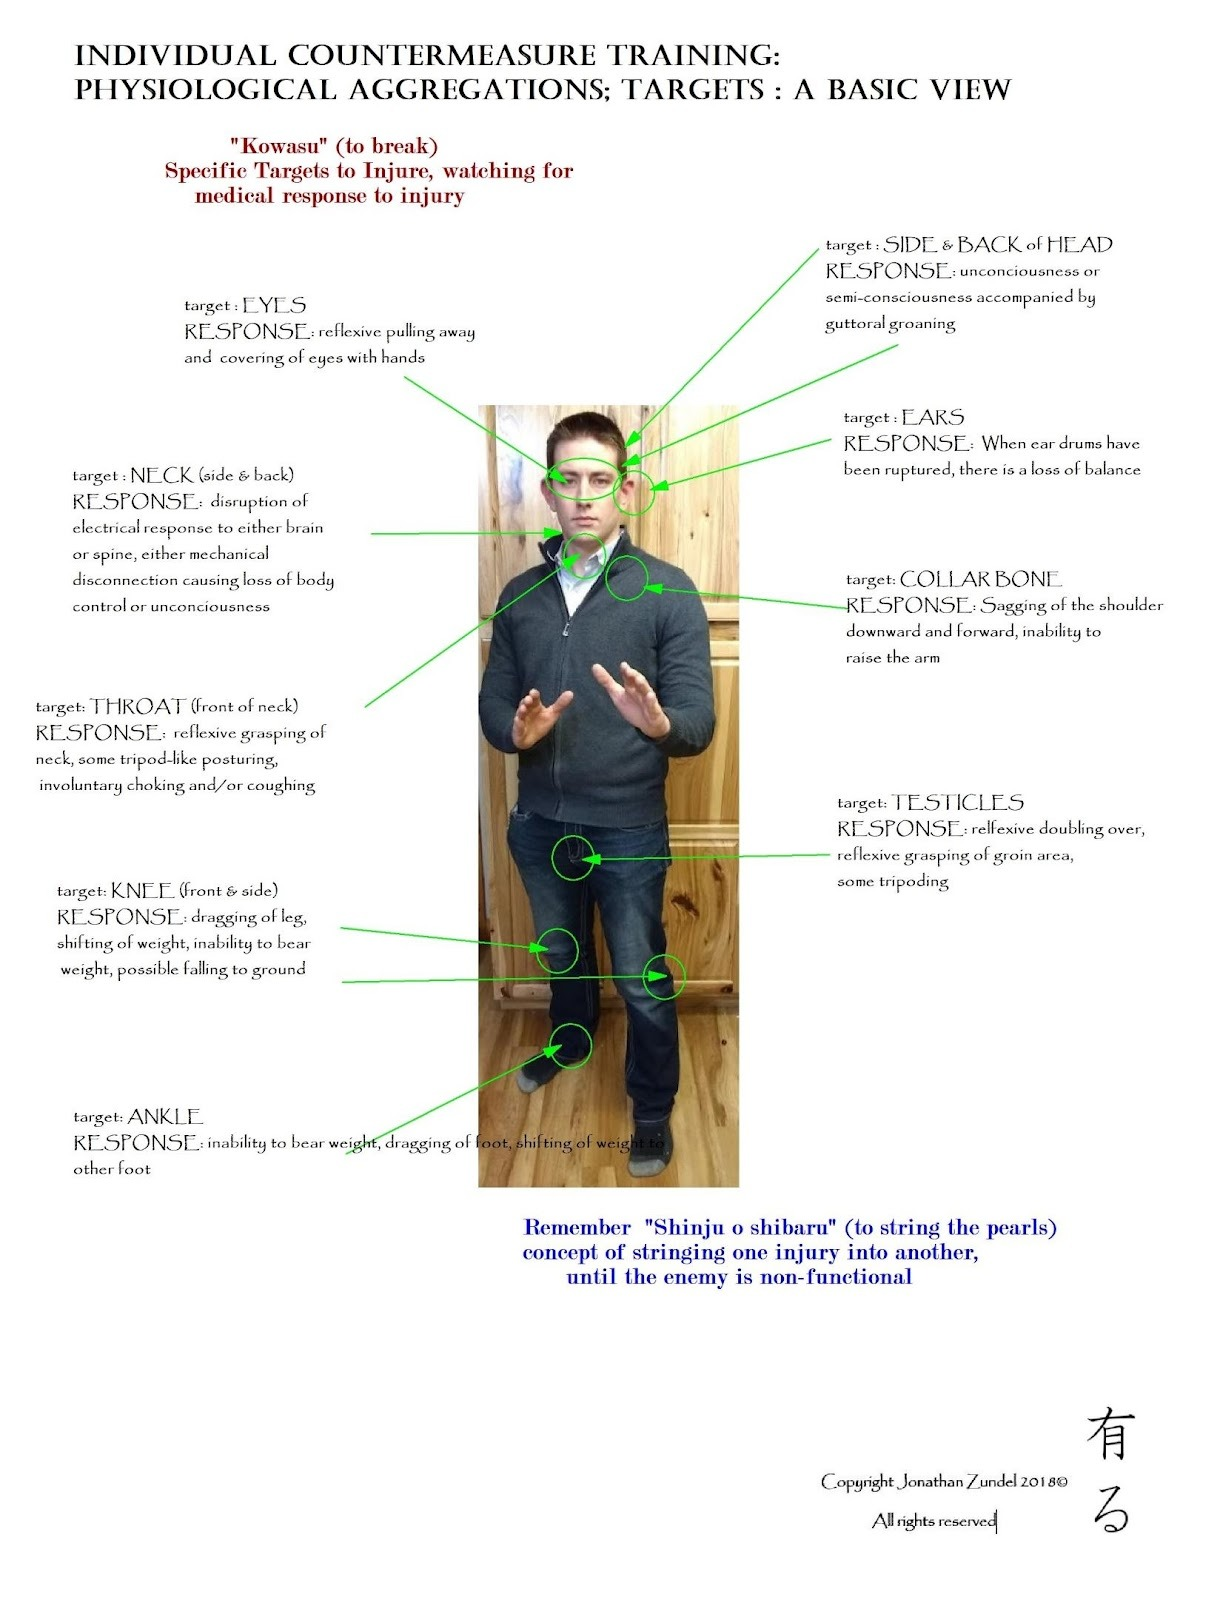 INDIVIDUAL COUNTERMEASURE TRAINING:
PHYSIOLOGICAL AGGREGATIONS; TARGETS : A BASIC VIEW
"Kowasu" (to break)
Specific Targets to Injure, watching for
medical response to injury
target : SIDE & BACK of HEAD
RESPONSE: unconciousness or
semi-consciousness accompanied by
guttoral groaning
target : EYES
RESPONSE: reflexive pulling away
and covering of eyes with hands
target : EARS
RESPONSE: When ear drums have
been ruptured, there is a loss of balance
target : NECK (side & back)
RESPONSE: disruption of
electrical response to either brain
or spine, either mechanical
disconnection causing loss of body
control or unconciousness
target: COLLAR BONE
RESPONSE: Sagging of the shoulder
downward and forward, inability to
raise the arm
target: THROAT (front of neck)
RESPONSE: reflexive grasping of
neck, some tripod-like posturing,
involuntary choking and/or coughing
target: TESTICLES
RESPONSE: relfexive doubling over,
reflexive grasping of groin area,
some tripoding
target: KNEE (front & side)
RESPONSE: dragging of leg,
shifting of weight, inability to bear
weight, possible falling to ground
target: ANKLE
RESPONSE: inability to bear weight, dragging of foot, shifting of weight to
other foot
Remember "Shinju o shibaru" (to string the pearls)
concept of stringing one injury into another,
until the enemy is non-functional
有る
Copyright Jonathan Zundel 2018©
All rights reserved